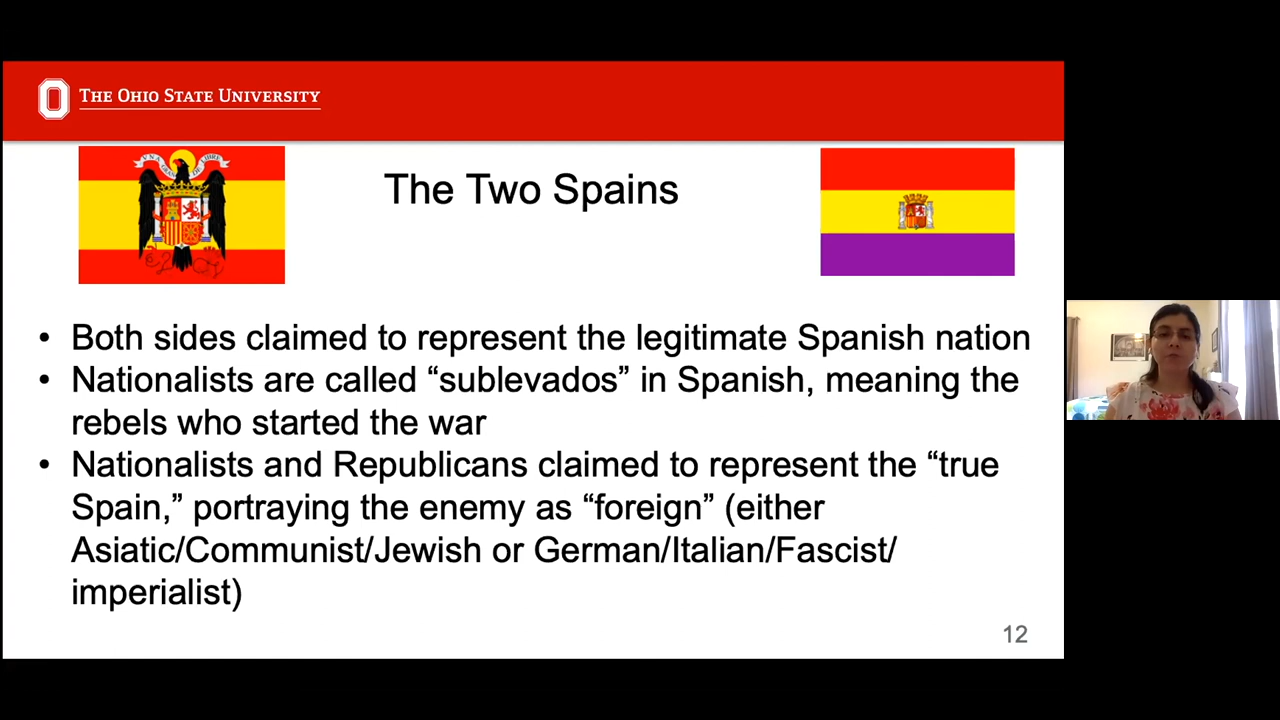 THE OHIO STATE UNIVERSITY
The Two Spains
• Both sides claimed to represent the legitimate Spanish nation
• Nationalists are called “sublevados” in Spanish, meaning the
rebels who started the war
• Nationalists and Republicans claimed to represent the “true
Spain,” portraying the enemy as “foreign” (either
Asiatic/Communist/Jewish or German/Italian/Fascist/
imperialist)
12